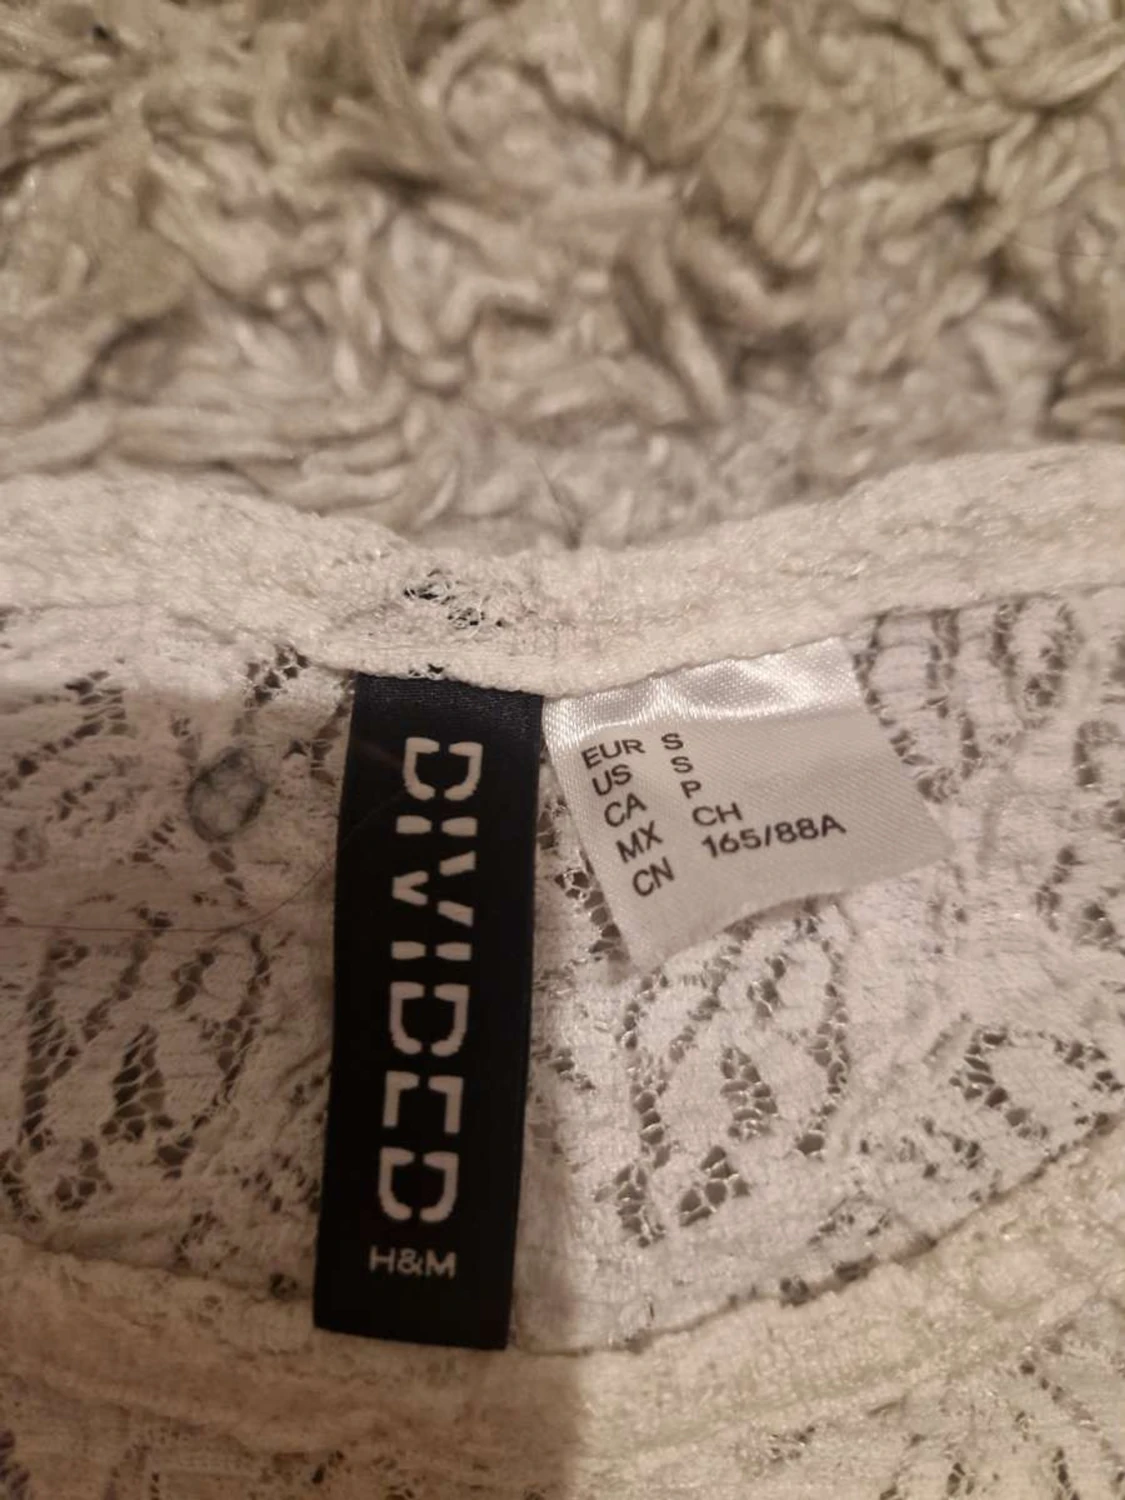 DIVIDED
H&M
EUR S
US S
CA P
MX CH
CN 165/88A